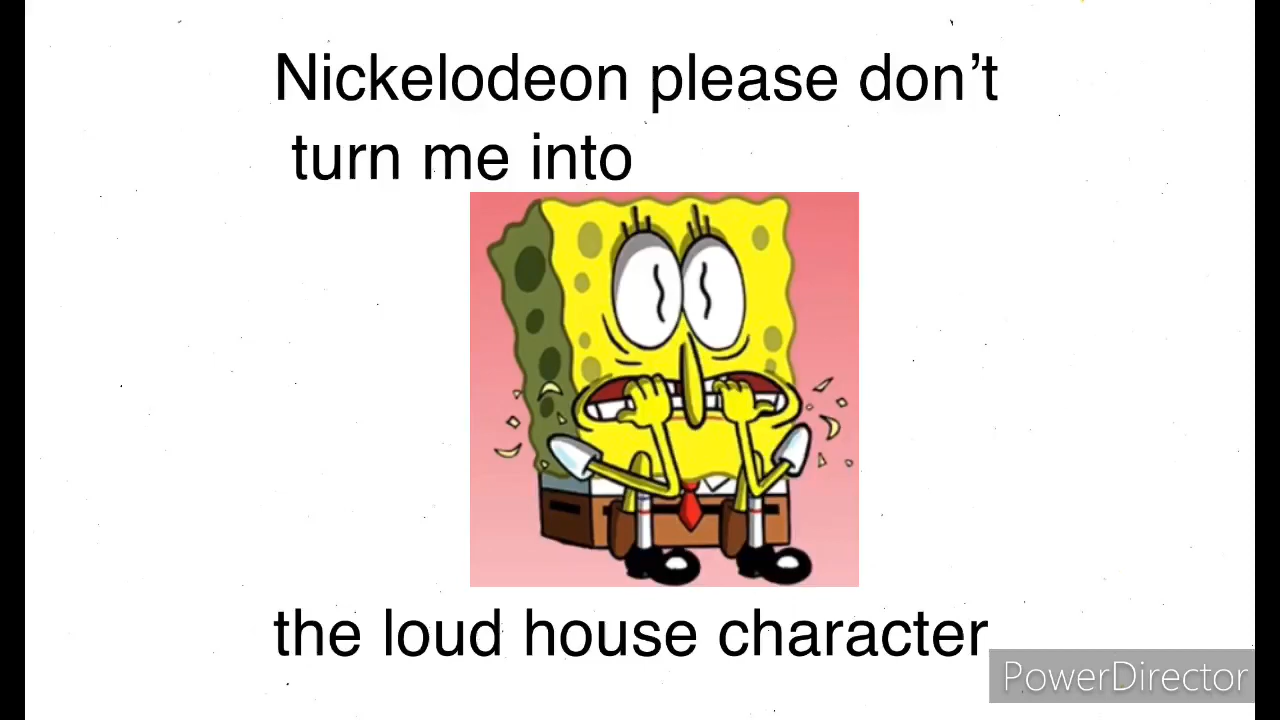 Nickelodeon please don’t
turn me into
the loud house character
PowerDirector